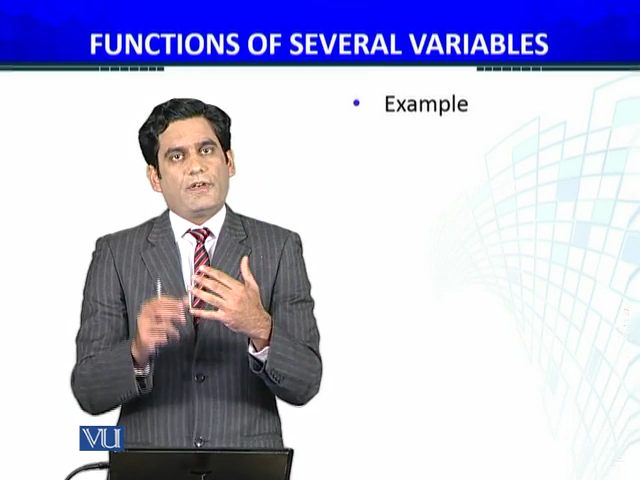 FUNCTIONS OF SEVERAL VARIABLES
• Example
VU